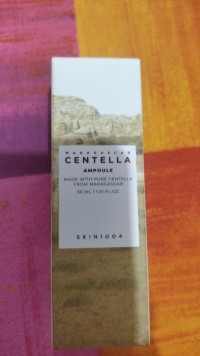 MADAGASCAR
CENTELLA
AMPOULE
MADE WITH PURE CENTELLA
FROM MADAGASCAR
30 ML / 1.01 FL.OZ.
SKIN1004